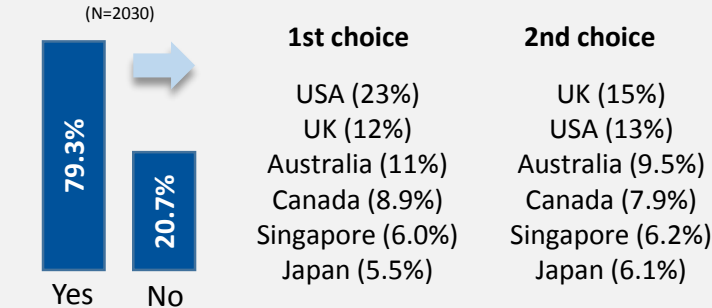 (N=2030)
79.3%
20.7%
Yes
No
1st choice
USA (23%)
UK (12%)
Australia (11%)
Canada (8.9%)
Singapore (6.0%)
Japan (5.5%)
2nd choice
UK (15%)
USA (13%)
Australia (9.5%)
Canada (7.9%)
Singapore (6.2%)
Japan (6.1%)